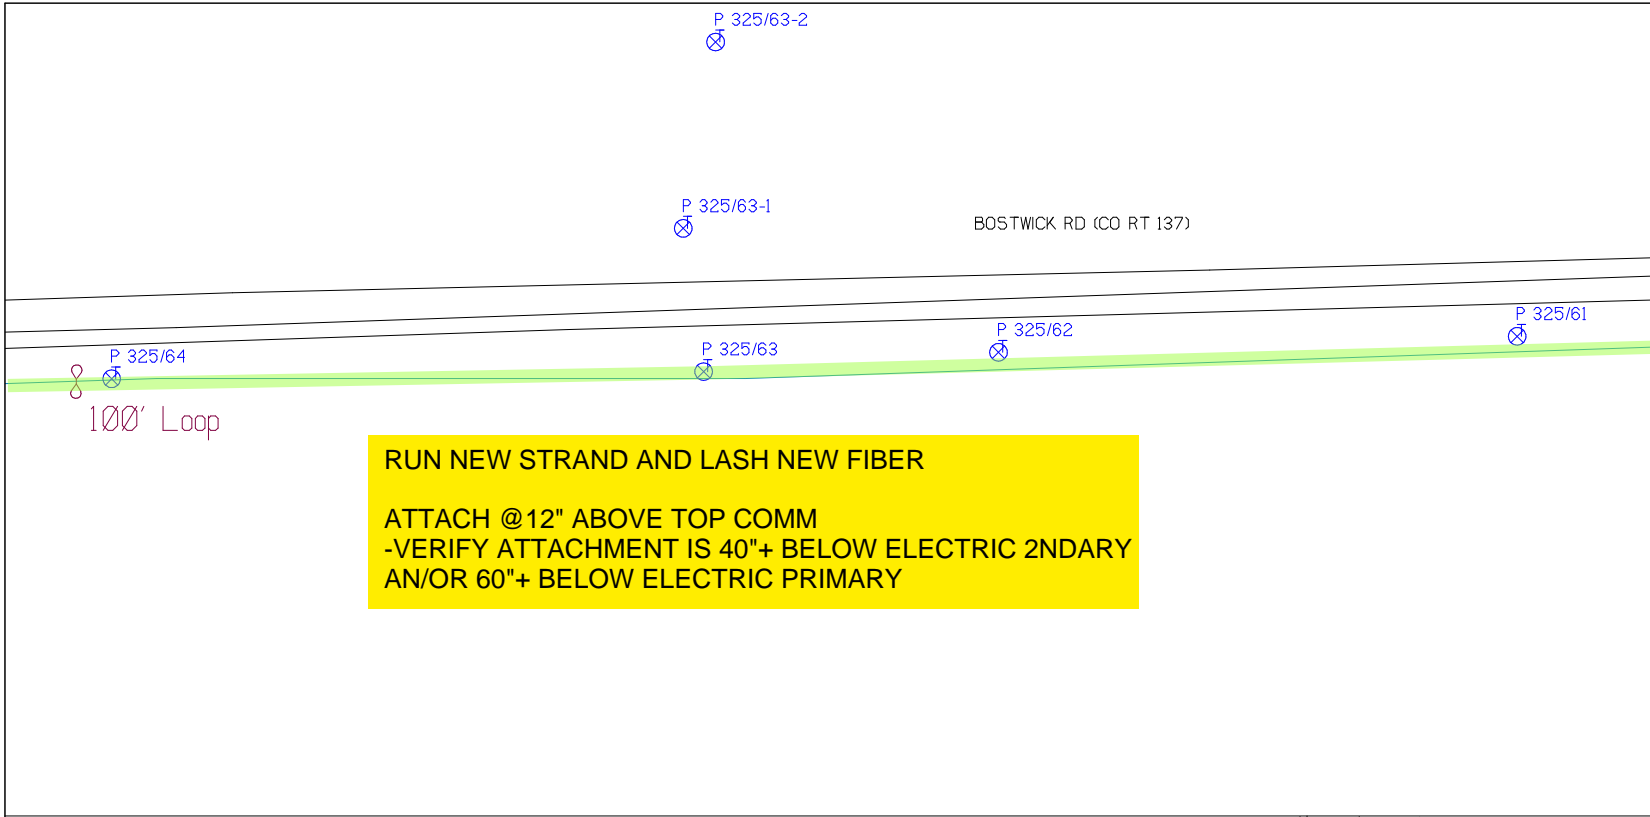 P 325/63-2
P 325/63-1
BOSTWICK RD (CO RT 137)
P 325/61
P 325/62
P 325/63
P 325/64
100' Loop
RUN NEW STRAND AND LASH NEW FIBER
ATTACH @12" ABOVE TOP COMM
-VERIFY ATTACHMENT IS 40"+ BELOW ELECTRIC 2NDARY
AN/OR 60"+ BELOW ELECTRIC PRIMARY